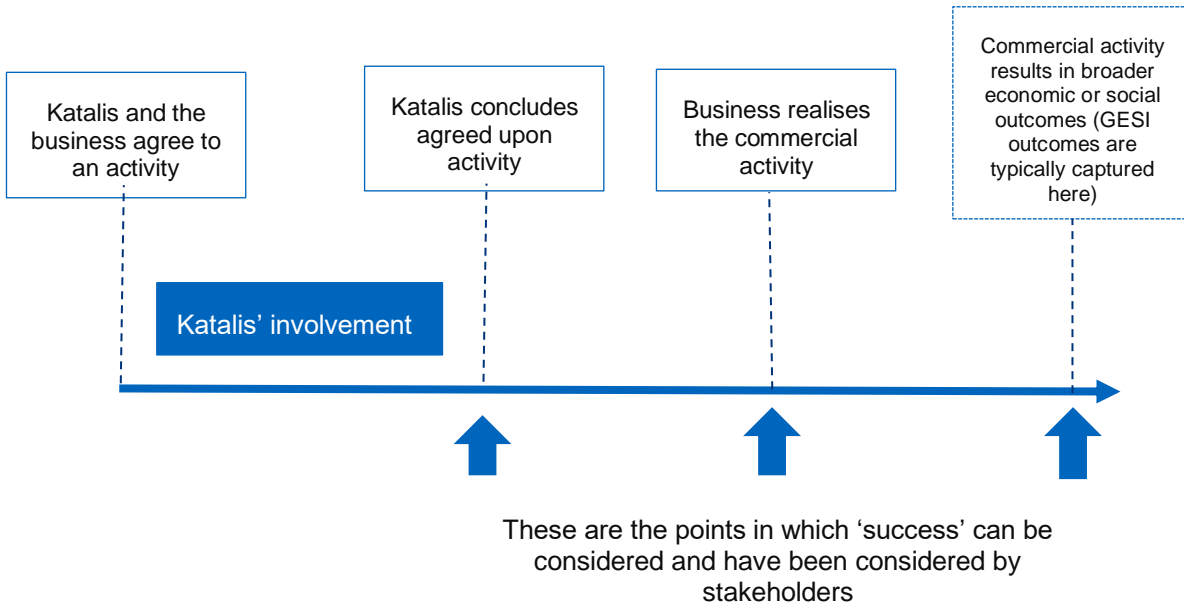 Katalis and the
business agree to
an activity
Katalis concludes
agreed upon
activity
Business realises
the commercial
activity
Commercial activity
results in broader
economic or social
outcomes (GESI
outcomes are
typically captured
here)
Katalis’ involvement
These are the points in which ‘success’ can be
considered and have been considered by
stakeholders